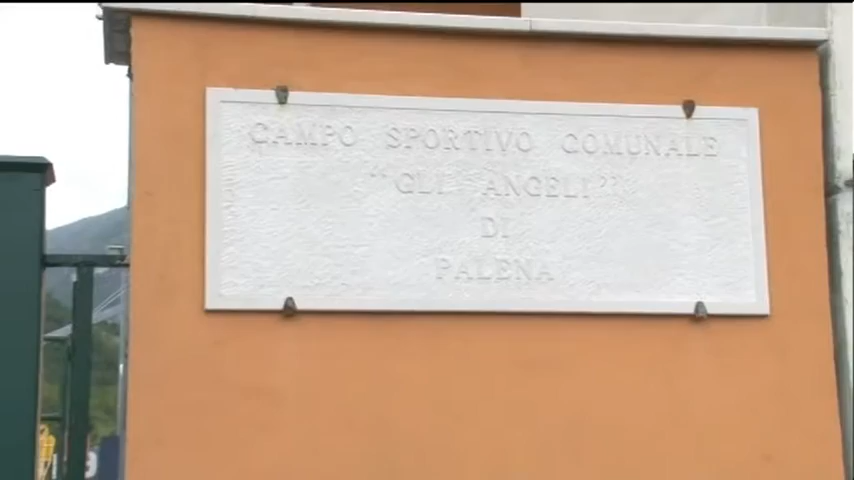 CAMPO SPORTIVO COMUNALE
“GLI ANGELI”
DI
PALENA